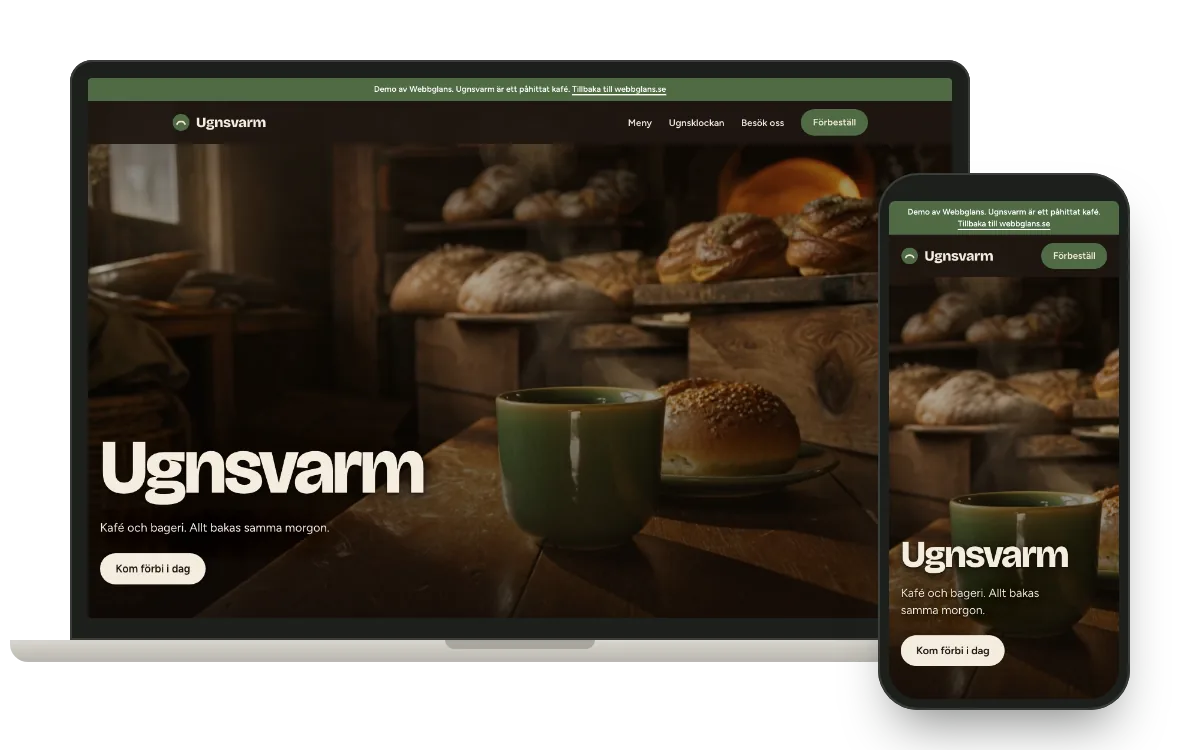 Demo av Webbglans. Ugnsvarm är ett påhittat kafé. Tillbaka till webbglans.se
Ugnsvarm
Meny
Ugnsklockan
Besök oss
Förbeställ
Ugnsvarm
Kafé och bageri. Allt bakas samma morgon.
Kom förbi i dag
Demo av Webbglans. Ugnsvarm är ett påhittat kafé.
Tillbaka till webbglans.se
Ugnsvarm
Förbeställ
Ugnsvarm
Kafé och bageri. Allt bakas
samma morgon.
Kom förbi i dag